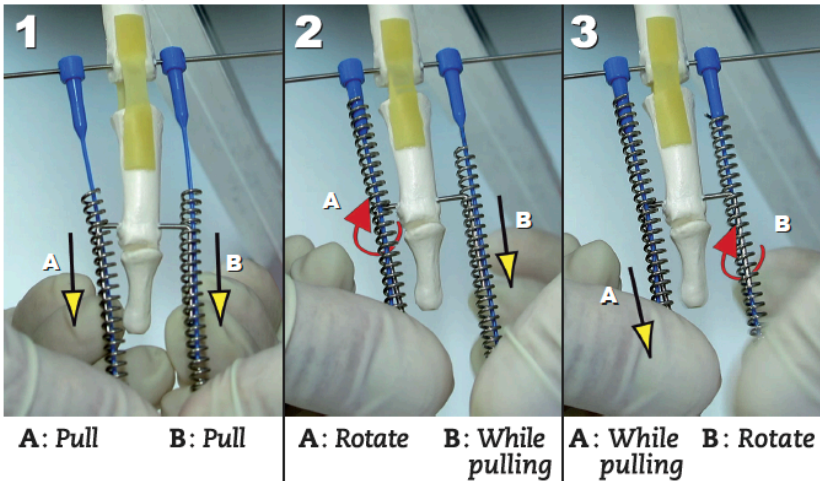 1
A
B
A: Pull
B: Pull
2
A
B
A: Rotate
B: While
pulling
3
A
B
A: While
pulling
B: Rotate